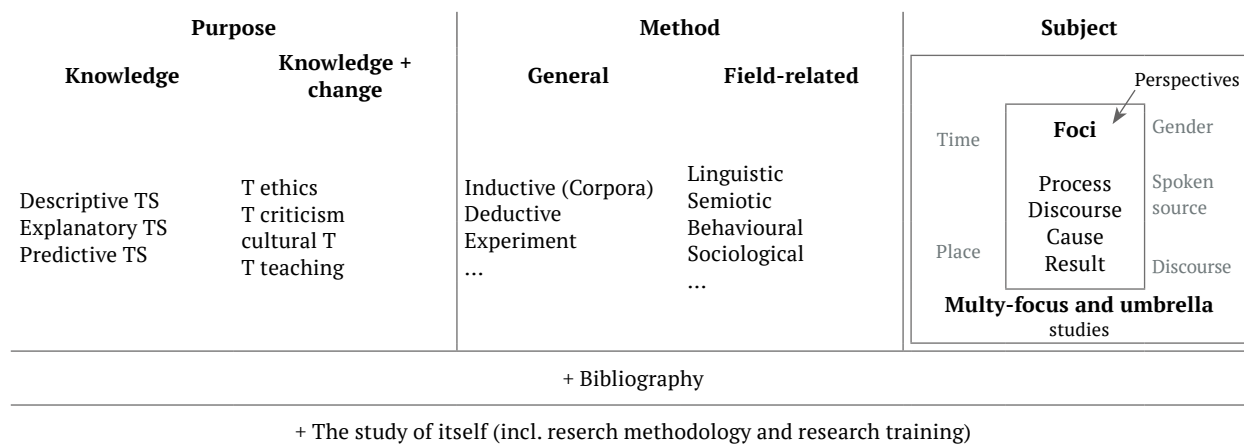 Purpose
Method
Subject
Knowledge
Knowledge +
change
General
Field-related
Descriptive TS
Explanatory TS
Predictive TS
T ethics
T criticism
cultural T
T teaching
Inductive (Corpora)
Deductive
Experiment
...
Linguistic
Semiotic
Behavioural
Sociological
...
Perspectives
Time
Place
Foci
Process
Discourse
Cause
Result
Gender
Spoken
source
Discourse
Multy-focus and umbrella
studies
+ Bibliography
+ The study of itself (incl. reserch methodology and research training)